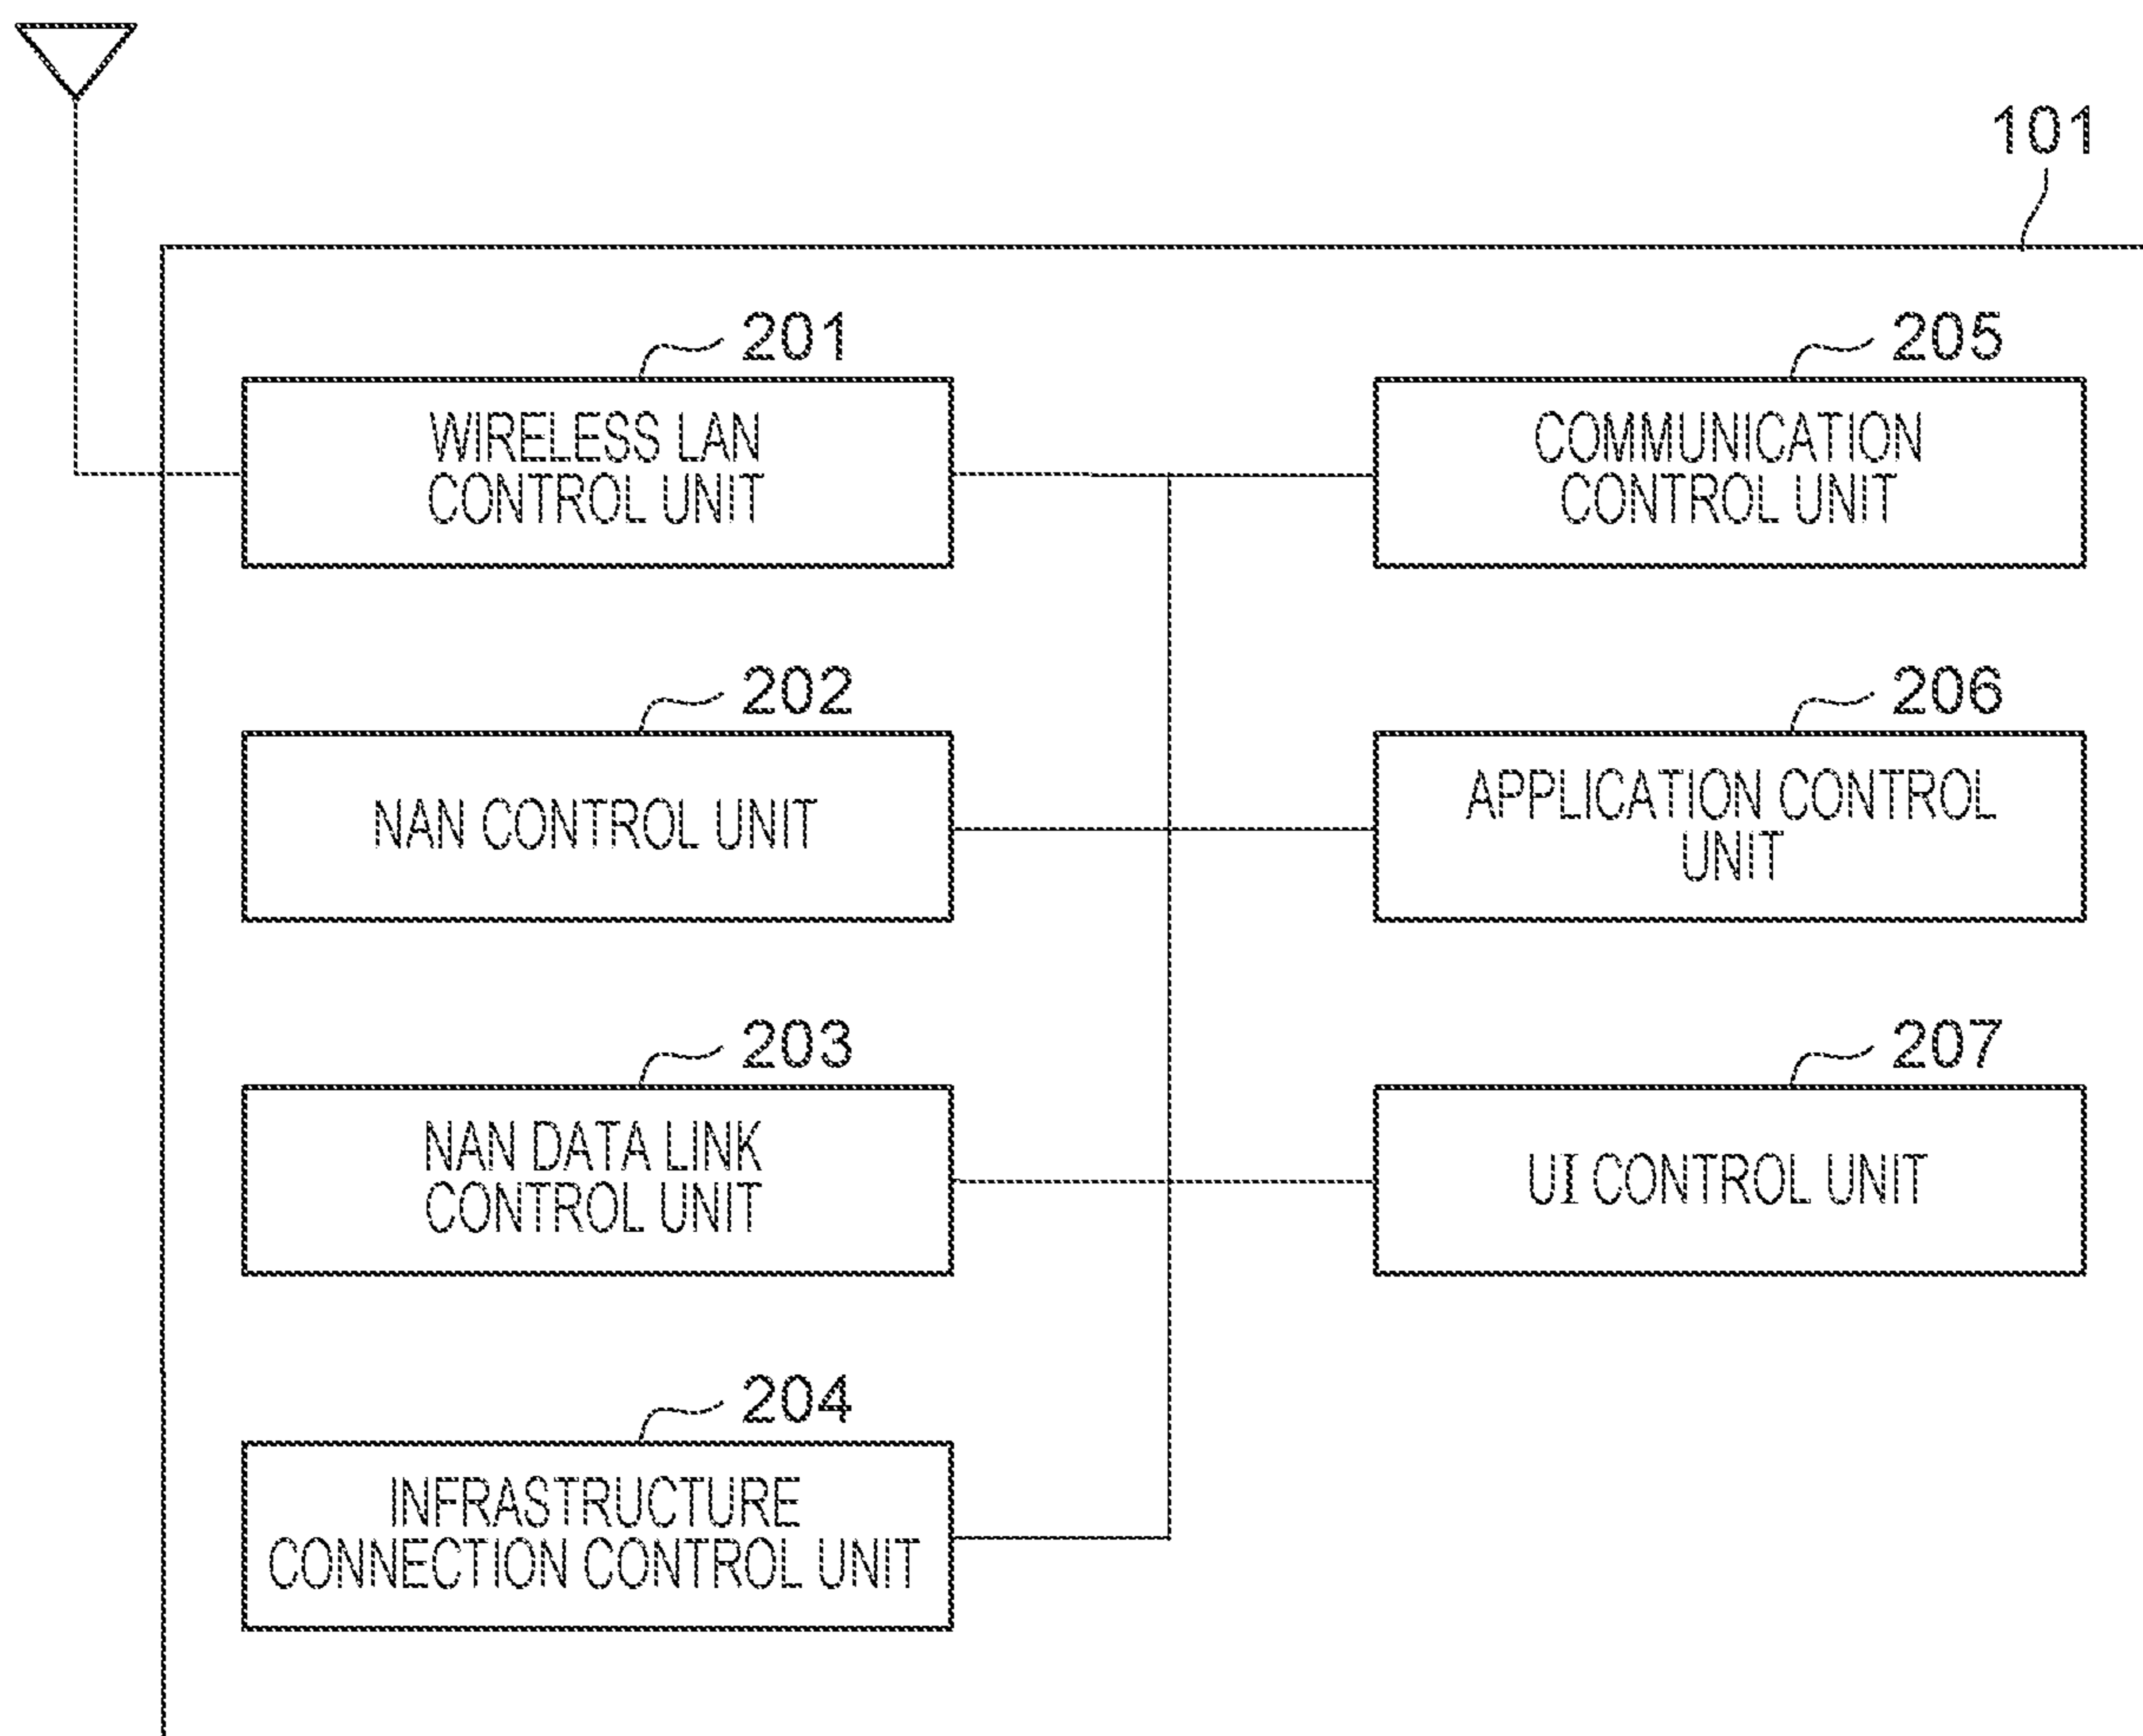 101
201
WIRELESS LAN
CONTROL UNIT
205
COMMUNICATION
CONTROL UNIT
202
NAN CONTROL UNIT
206
APPLICATION CONTROL
UNIT
203
NAN DATA LINK
CONTROL UNIT
207
UI CONTROL UNIT
204
INFRASTRUCTURE
CONNECTION CONTROL UNIT